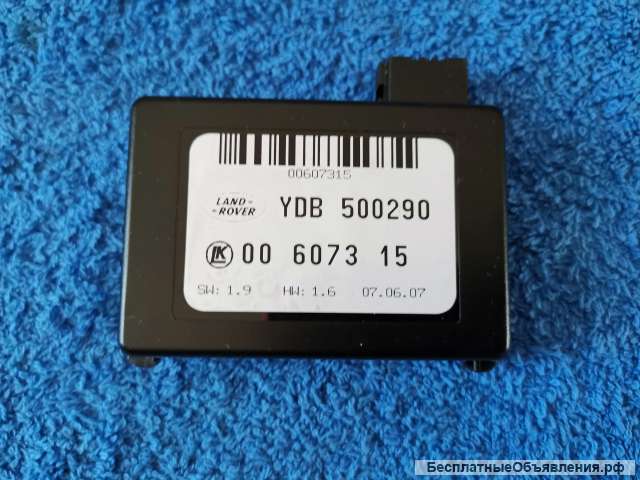 00607315
LAND-
-ROVER
YDB 500290
LK 00 6073 15
SW: 1.9 HW: 1.6 07.06.07
БесплатныеОбъявления.рф